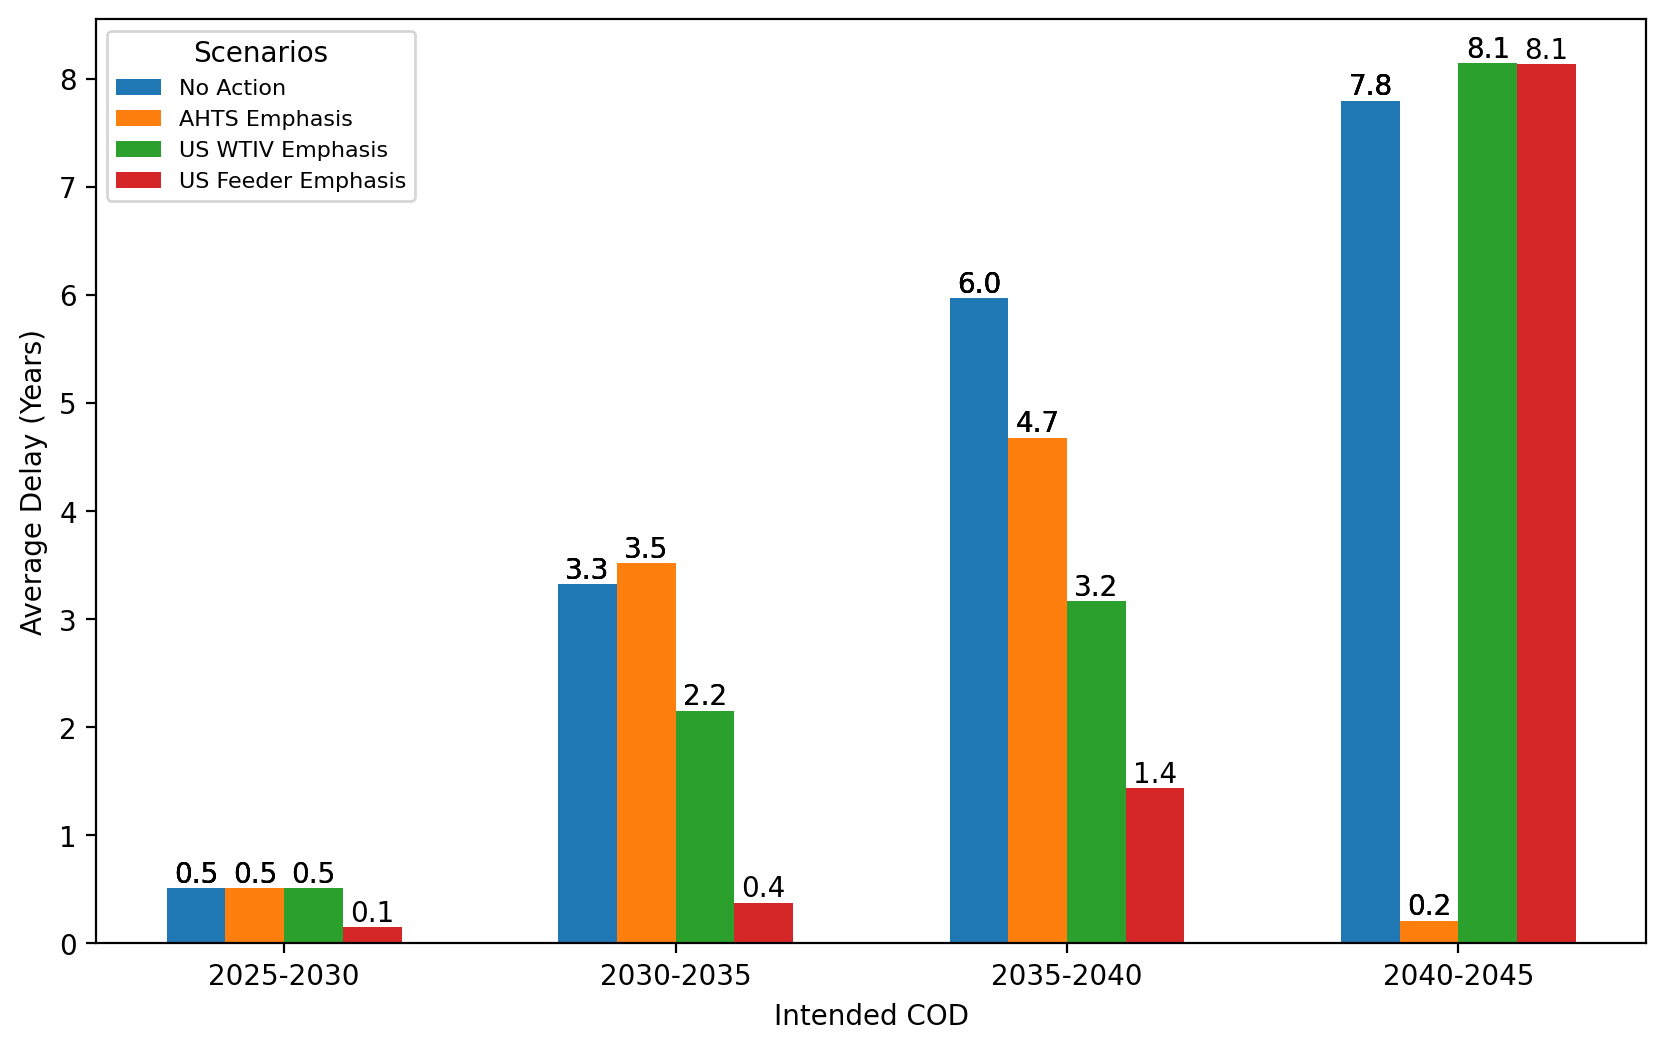 Scenarios
No Action
AHTS Emphasis
US WTIV Emphasis
US Feeder Emphasis
Average Delay (Years)
8
7
6
5
4
3
2
1
0
0.5 0.5 0.5 0.1
3.3 3.5 2.2 0.4
6.0 4.7 3.2 1.4
7.8 0.2 8.1 8.1
2025-2030 2030-2035 2035-2040 2040-2045
Intended COD